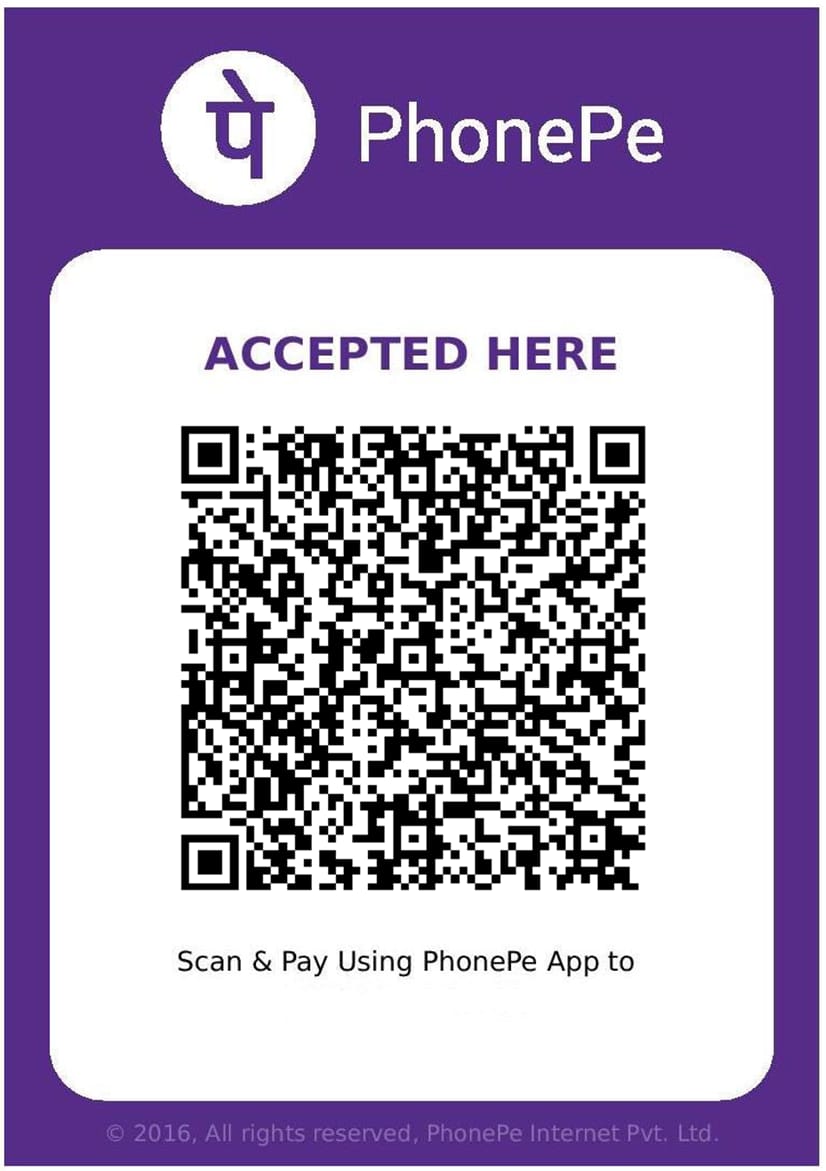 पे PhonePe
ACCEPTED HERE
Scan & Pay Using PhonePe App to
© 2016, All rights reserved, PhonePe Internet Pvt. Ltd.